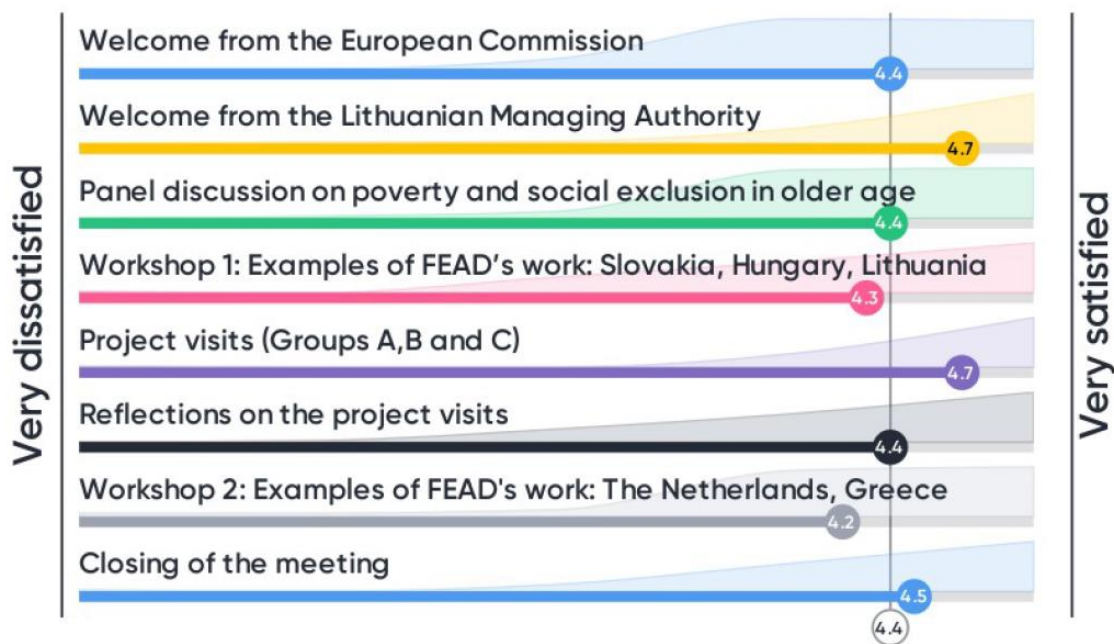 Very dissatisfied
Welcome from the European Commission
4.4
Welcome from the Lithuanian Managing Authority
4.7
Panel discussion on poverty and social exclusion in older age
4.4
Workshop 1: Examples of FEAD’s work: Slovakia, Hungary, Lithuania
4.3
Project visits (Groups A,B and C)
4.7
Reflections on the project visits
4.4
Workshop 2: Examples of FEAD's work: The Netherlands, Greece
4.2
Closing of the meeting
4.5
4.4
Very satisfied